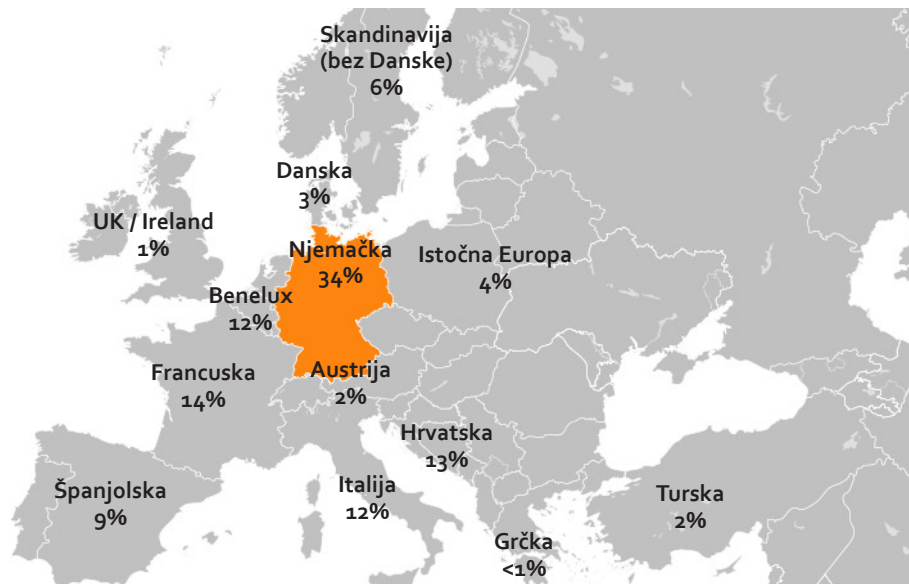 Skandinavija
(bez Danske)
6%
Danska
3%
UK / Ireland
1%
Njemačka
34%
Istočna Europa
4%
Benelux
12%
Francuska
14%
Austrija
2%
Hrvatska
13%
Španjolska
9%
Italija
12%
Turska
2%
Grčka
<1%